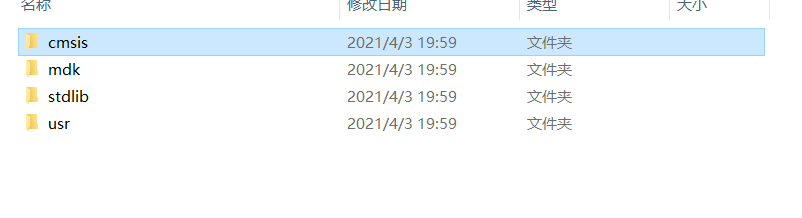 名称 修改日期 类型 大小
cmsis 2021/4/3 19:59 文件夹
mdk 2021/4/3 19:59 文件夹
stdlib 2021/4/3 19:59 文件夹
usr 2021/4/3 19:59 文件夹